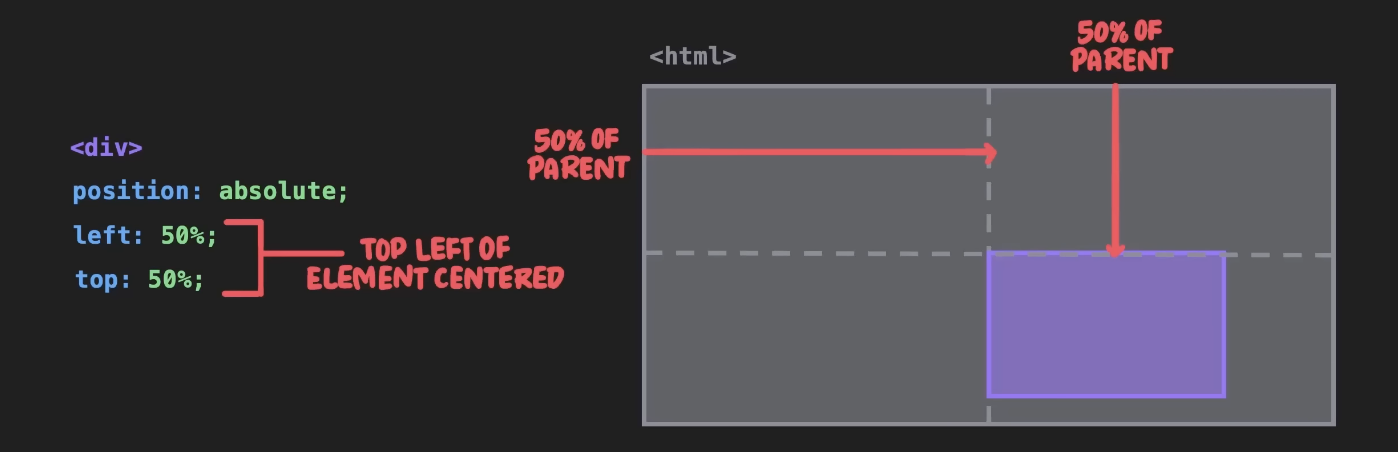 <div>
position: absolute;
left: 50%;
top: 50%;
TOP LEFT OF
ELEMENT CENTERED
50% OF
PARENT
<html>
50% OF
PARENT